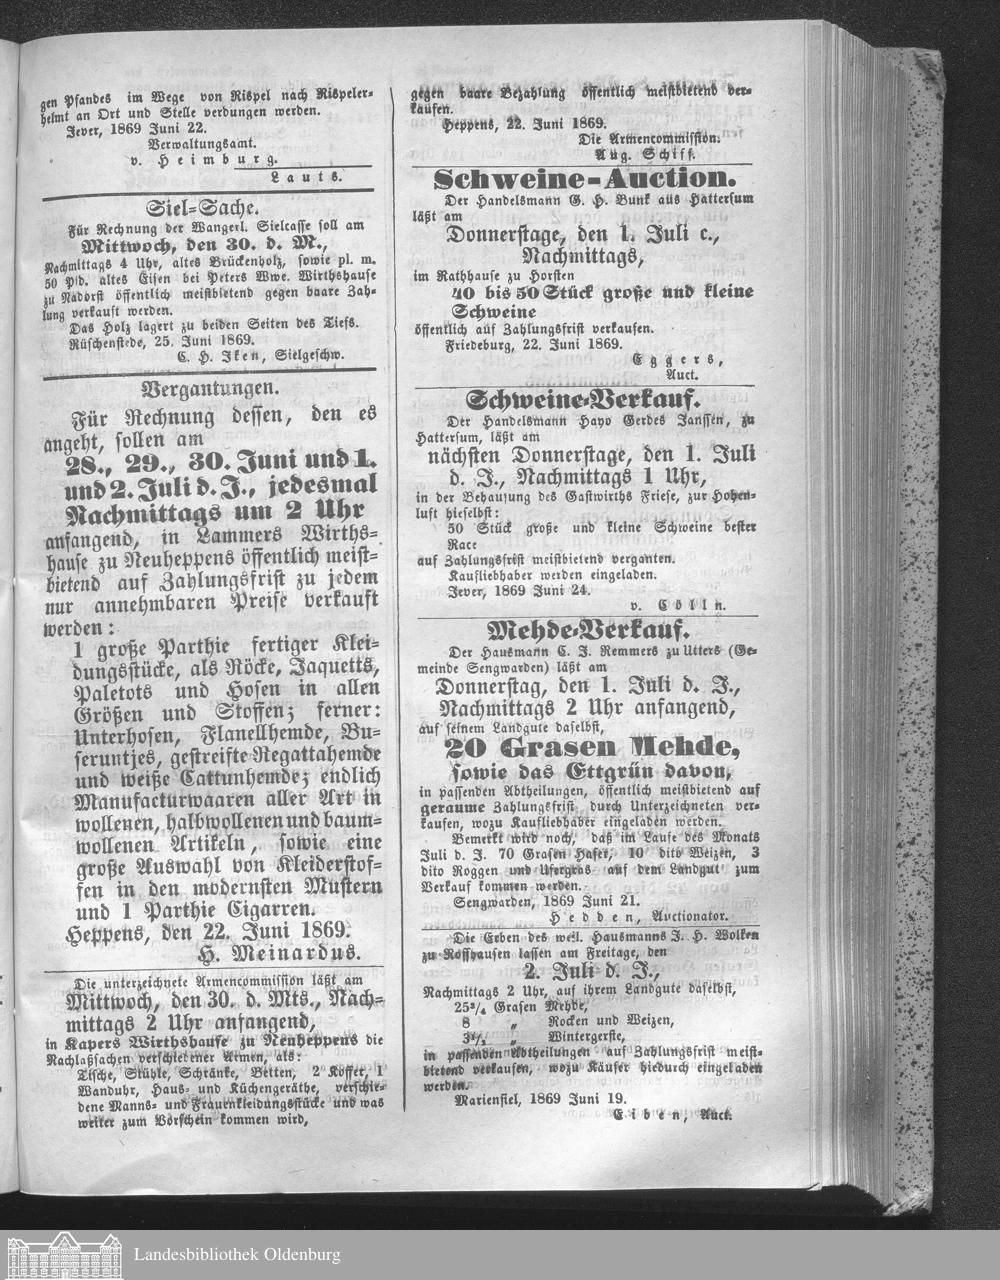 gen Pfandes im Wege von Rispel nach Rispeler-
helmt an Ort und Stelle verdungen werden.
Jever, 1869 Juni 22.
Verwaltungsamt.
v. Heimburg.
Lauts.
Siel=Sache.
Für Rechnung der Wangerl. Sielcasse soll am
Mittwoch, den 30. d. M.,
Nachmittags 4 Uhr, altes Brückenholz, sowie pl. m.
50 Pfd. altes Eisen bei Peters Wwe. Wirthshause
zu Nadorst öffentlich meistbietend gegen baare Zah-
lung verkauft werden.
Das Holz lagert zu beiden Seiten des Tiefs.
Rüschenstede, 25. Juni 1869.
C. H. Iken, Sielgeschw.
Vergantungen.
Für Rechnung dessen, den es
angeht, sollen am
28., 29., 30. Juni und 1.
und 2. Juli d. J., jedesmal
Nachmittags um 2 Uhr
anfangend, in Lammers Wirths-
hause zu Neuheppens öffentlich meist-
bietend auf Zahlungsfrist zu jedem
nur annehmbaren Preise verkauft
werden:
1 große Parthie fertiger Klei-
dungsstücke, als Röcke, Jaquetts,
Paletots und Hosen in allen
Größen und Stoffen; ferner:
Unterhosen, Flanellhemde, Bu-
seruntjes, gestreifte Regattahemde
und weiße Cattunhemde; endlich
Manufacturwaaren aller Art in
wollenen, halbwollenen und baum-
wollenen Artikeln, sowie eine
große Auswahl von Kleiderstof-
fen in den modernsten Mustern
und 1 Parthie Cigarren.
Heppens, den 22. Juni 1869.
H. Meinardus.
Die unterzeichnete Armencommission läßt am
Mittwoch, den 30. d. Mts., Nach-
mittags 2 Uhr anfangend,
in Kapers Wirthshause zu Neuheppens die
Nachlaßsachen verschiedener Armen, als:
Tische, Stühle, Schränke, Betten, 2 Koffer, 1
Wanduhr, Haus- und Küchengeräthe, verschie-
dene Manns- und Frauenkleidungsstücke und was
weiter zum Vorschein kommen wird,
gegen baare Bezahlung öffentlich meistbietend ver-
kaufen.
Heppens, 22. Juni 1869.
Die Armencommission.
Aug. Schiff.
Schweine-Auction.
Der Handelsmann G. H. Bunk aus Hattersum
läßt am
Donnerstage, den 1. Juli c.,
Nachmittags,
im Rathhause zu Horsten
40 bis 50 Stück große und kleine
Schweine
öffentlich auf Zahlungsfrist verkaufen.
Friedeburg, 22. Juni 1869.
Eggers,
Auct.
Schweine-Verkauf.
Der Handelsmann Hayo Gerdes Janssen, zu
Hattersum, läßt am
nächsten Donnerstage, den 1. Juli
d. J., Nachmittags 1 Uhr,
in der Behausung des Gastwirths Friese, zur Hohen-
luft hieselbst:
50 Stück große und kleine Schweine bester
Race
auf Zahlungsfrist meistbietend verganten.
Kaufliebhaber werden eingeladen.
Jever, 1869 Juni 24.
v. Cölln.
Mehde-Verkauf.
Der Hausmann C. J. Remmers zu Utters (Ge-
meinde Sengwarden) läßt am
Donnerstag, den 1. Juli d. J.,
Nachmittags 2 Uhr anfangend,
auf seinem Landgute daselbst,
20 Grasen Mehde,
sowie das Ettgrün davon,
in passenden Abtheilungen, öffentlich meistbietend auf
geraume Zahlungsfrist durch Unterzeichneten ver-
kaufen, wozu Kaufliebhaber eingeladen werden.
Bemerkt wird noch, daß im Laufe des Monats
Juli d. J. 70 Grasen Hafer, 10 dito Weizen, 3
dito Roggen und Ufergras auf dem Landgut zum
Verkauf kommen werden.
Sengwarden, 1869 Juni 21.
Hedden, Auctionator.
Die Erben des weil. Hausmanns J. H. Wolken
zu Roffhausen lassen am Freitage, den
2. Juli d. J.,
Nachmittags 2 Uhr, auf ihrem Landgute daselbst,
25¾ Grasen Mehde,
8 „ Rocken und Weizen,
3½ „ Wintergerste,
in passenden Abtheilungen auf Zahlungsfrist meist-
bietend verkaufen, wozu Käufer hiedurch eingeladen
werden.
Mariensiel, 1869 Juni 19.
Eiben, Auct.
Landesbibliothek Oldenburg